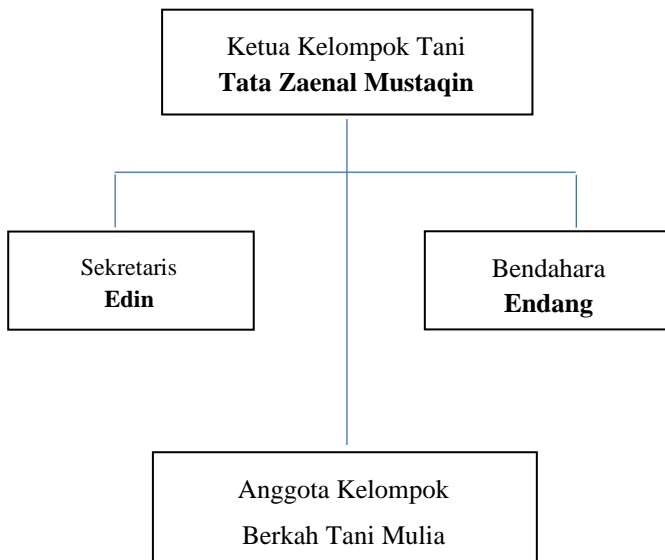 Ketua Kelompok Tani
Tata Zaenal Mustaqin
Sekretaris
Edin
Bendahara
Endang
Anggota Kelompok
Berkah Tani Mulia